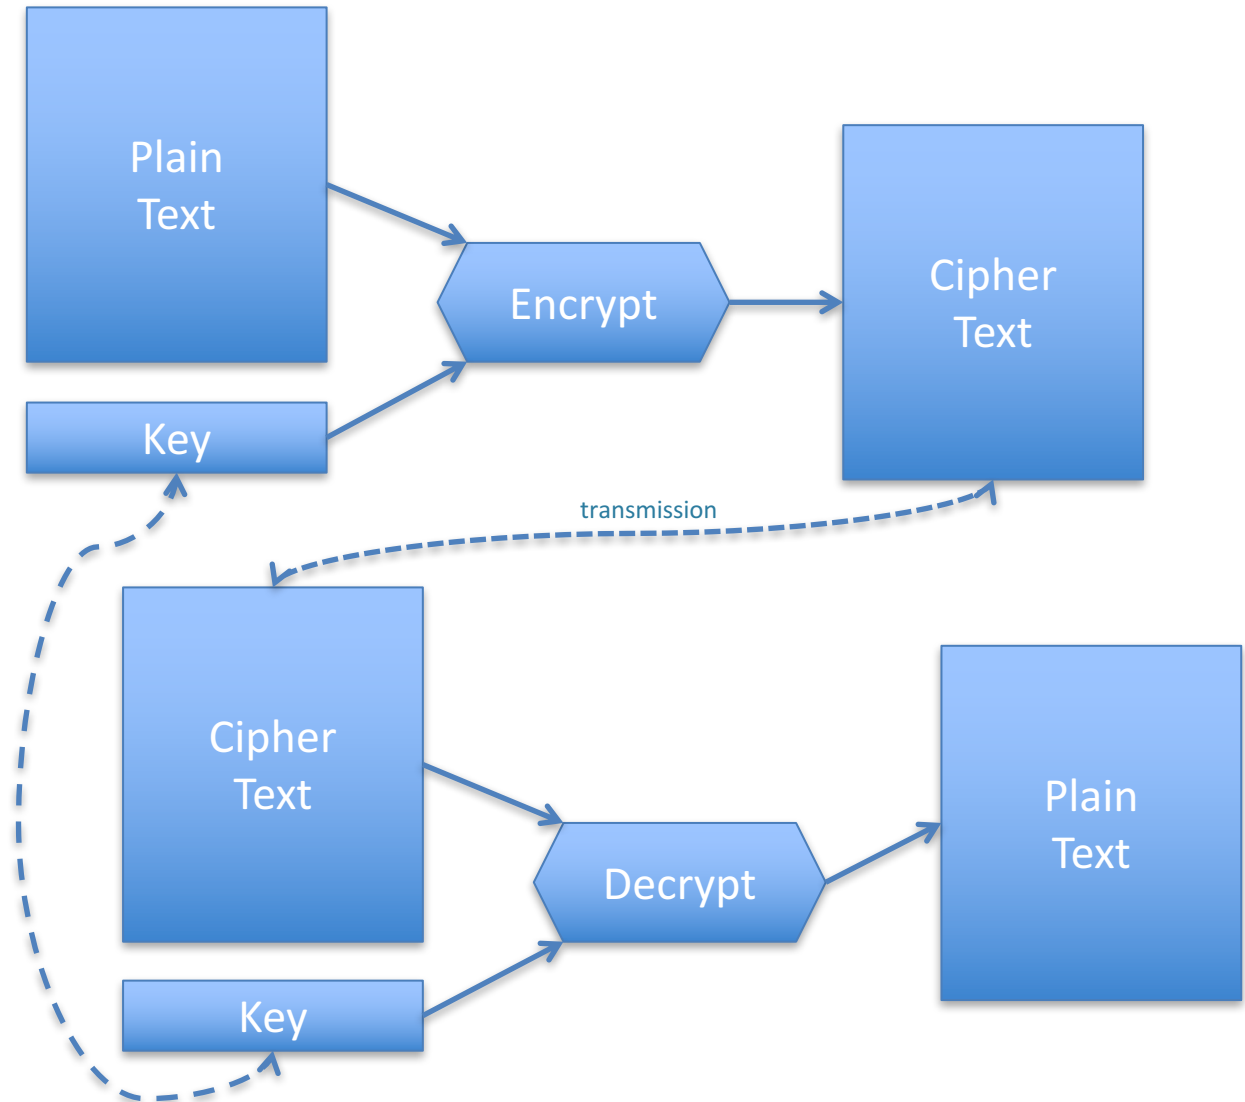 Plain
Text
Encrypt
Cipher
Text
Key
transmission
Cipher
Text
Plain
Text
Decrypt
Key